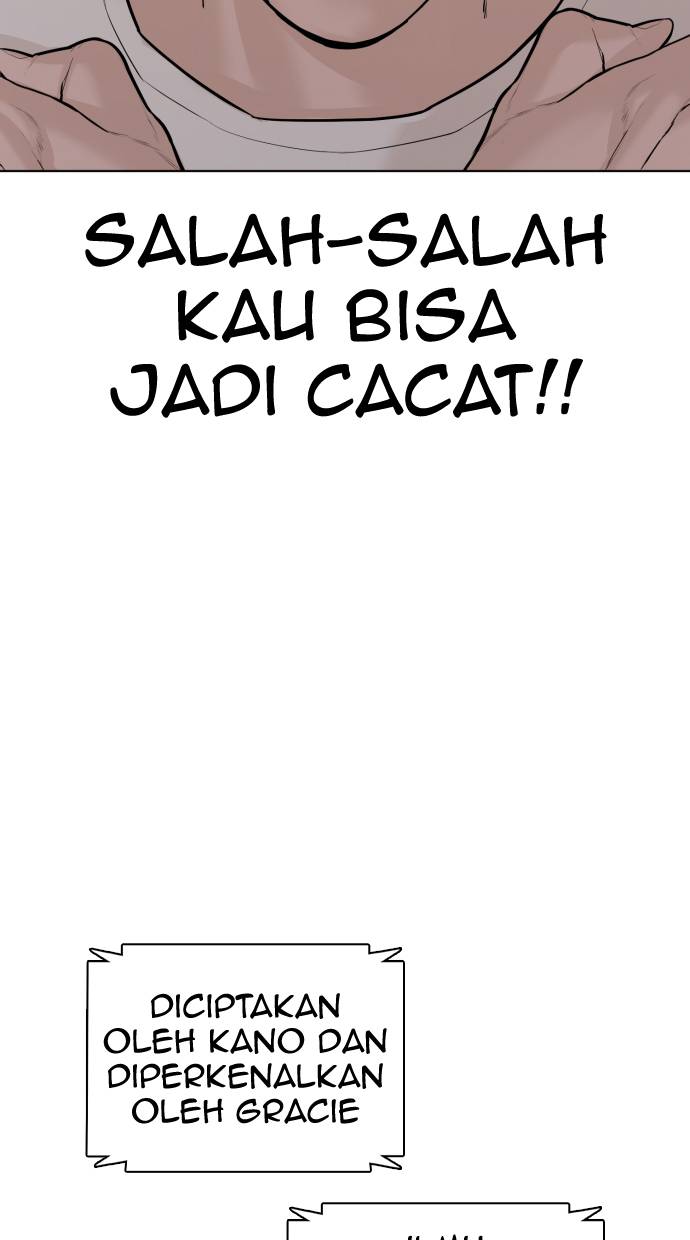 SALAH-SALAH
KAU BISA
JADI CACAT!!
DICIPTAKAN
OLEH KANO DAN
DIPERKENALKAN
OLEH GRACIE